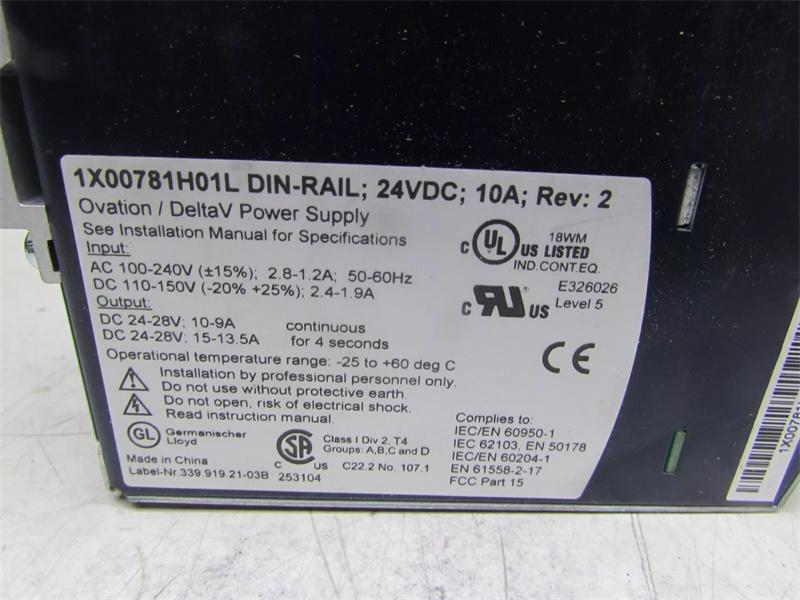 1X00781H01L DIN-RAIL; 24VDC; 10A; Rev: 2
Ovation / DeltaV Power Supply
See Installation Manual for Specifications
Input:
AC 100-240V (±15%); 2.8-1.2A; 50-60Hz
DC 110-150V (-20% +25%); 2.4-1.9A
Output:
DC 24-28V; 10-9A continuous
DC 24-28V; 15-13.5A for 4 seconds
Operational temperature range: -25 to +60 deg C
Installation by professional personnel only.
Do not use without protective earth.
Do not open, risk of electrical shock.
Read instruction manual.
GL Germanischer
Lloyd
SA
C US
Class I Div 2, T4
Groups: A,B,C and D
C22.2 No. 107.1
Made in China
Label-Nr.339.919.21-03B 253104
C UL US LISTED
18WM
IND.CONT.EQ.
C RU US
E326026
Level 5
CE
Complies to:
IEC/EN 60950-1
IEC 62103, EN 50178
IEC/EN 60204-1
EN 61558-2-17
FCC Part 15